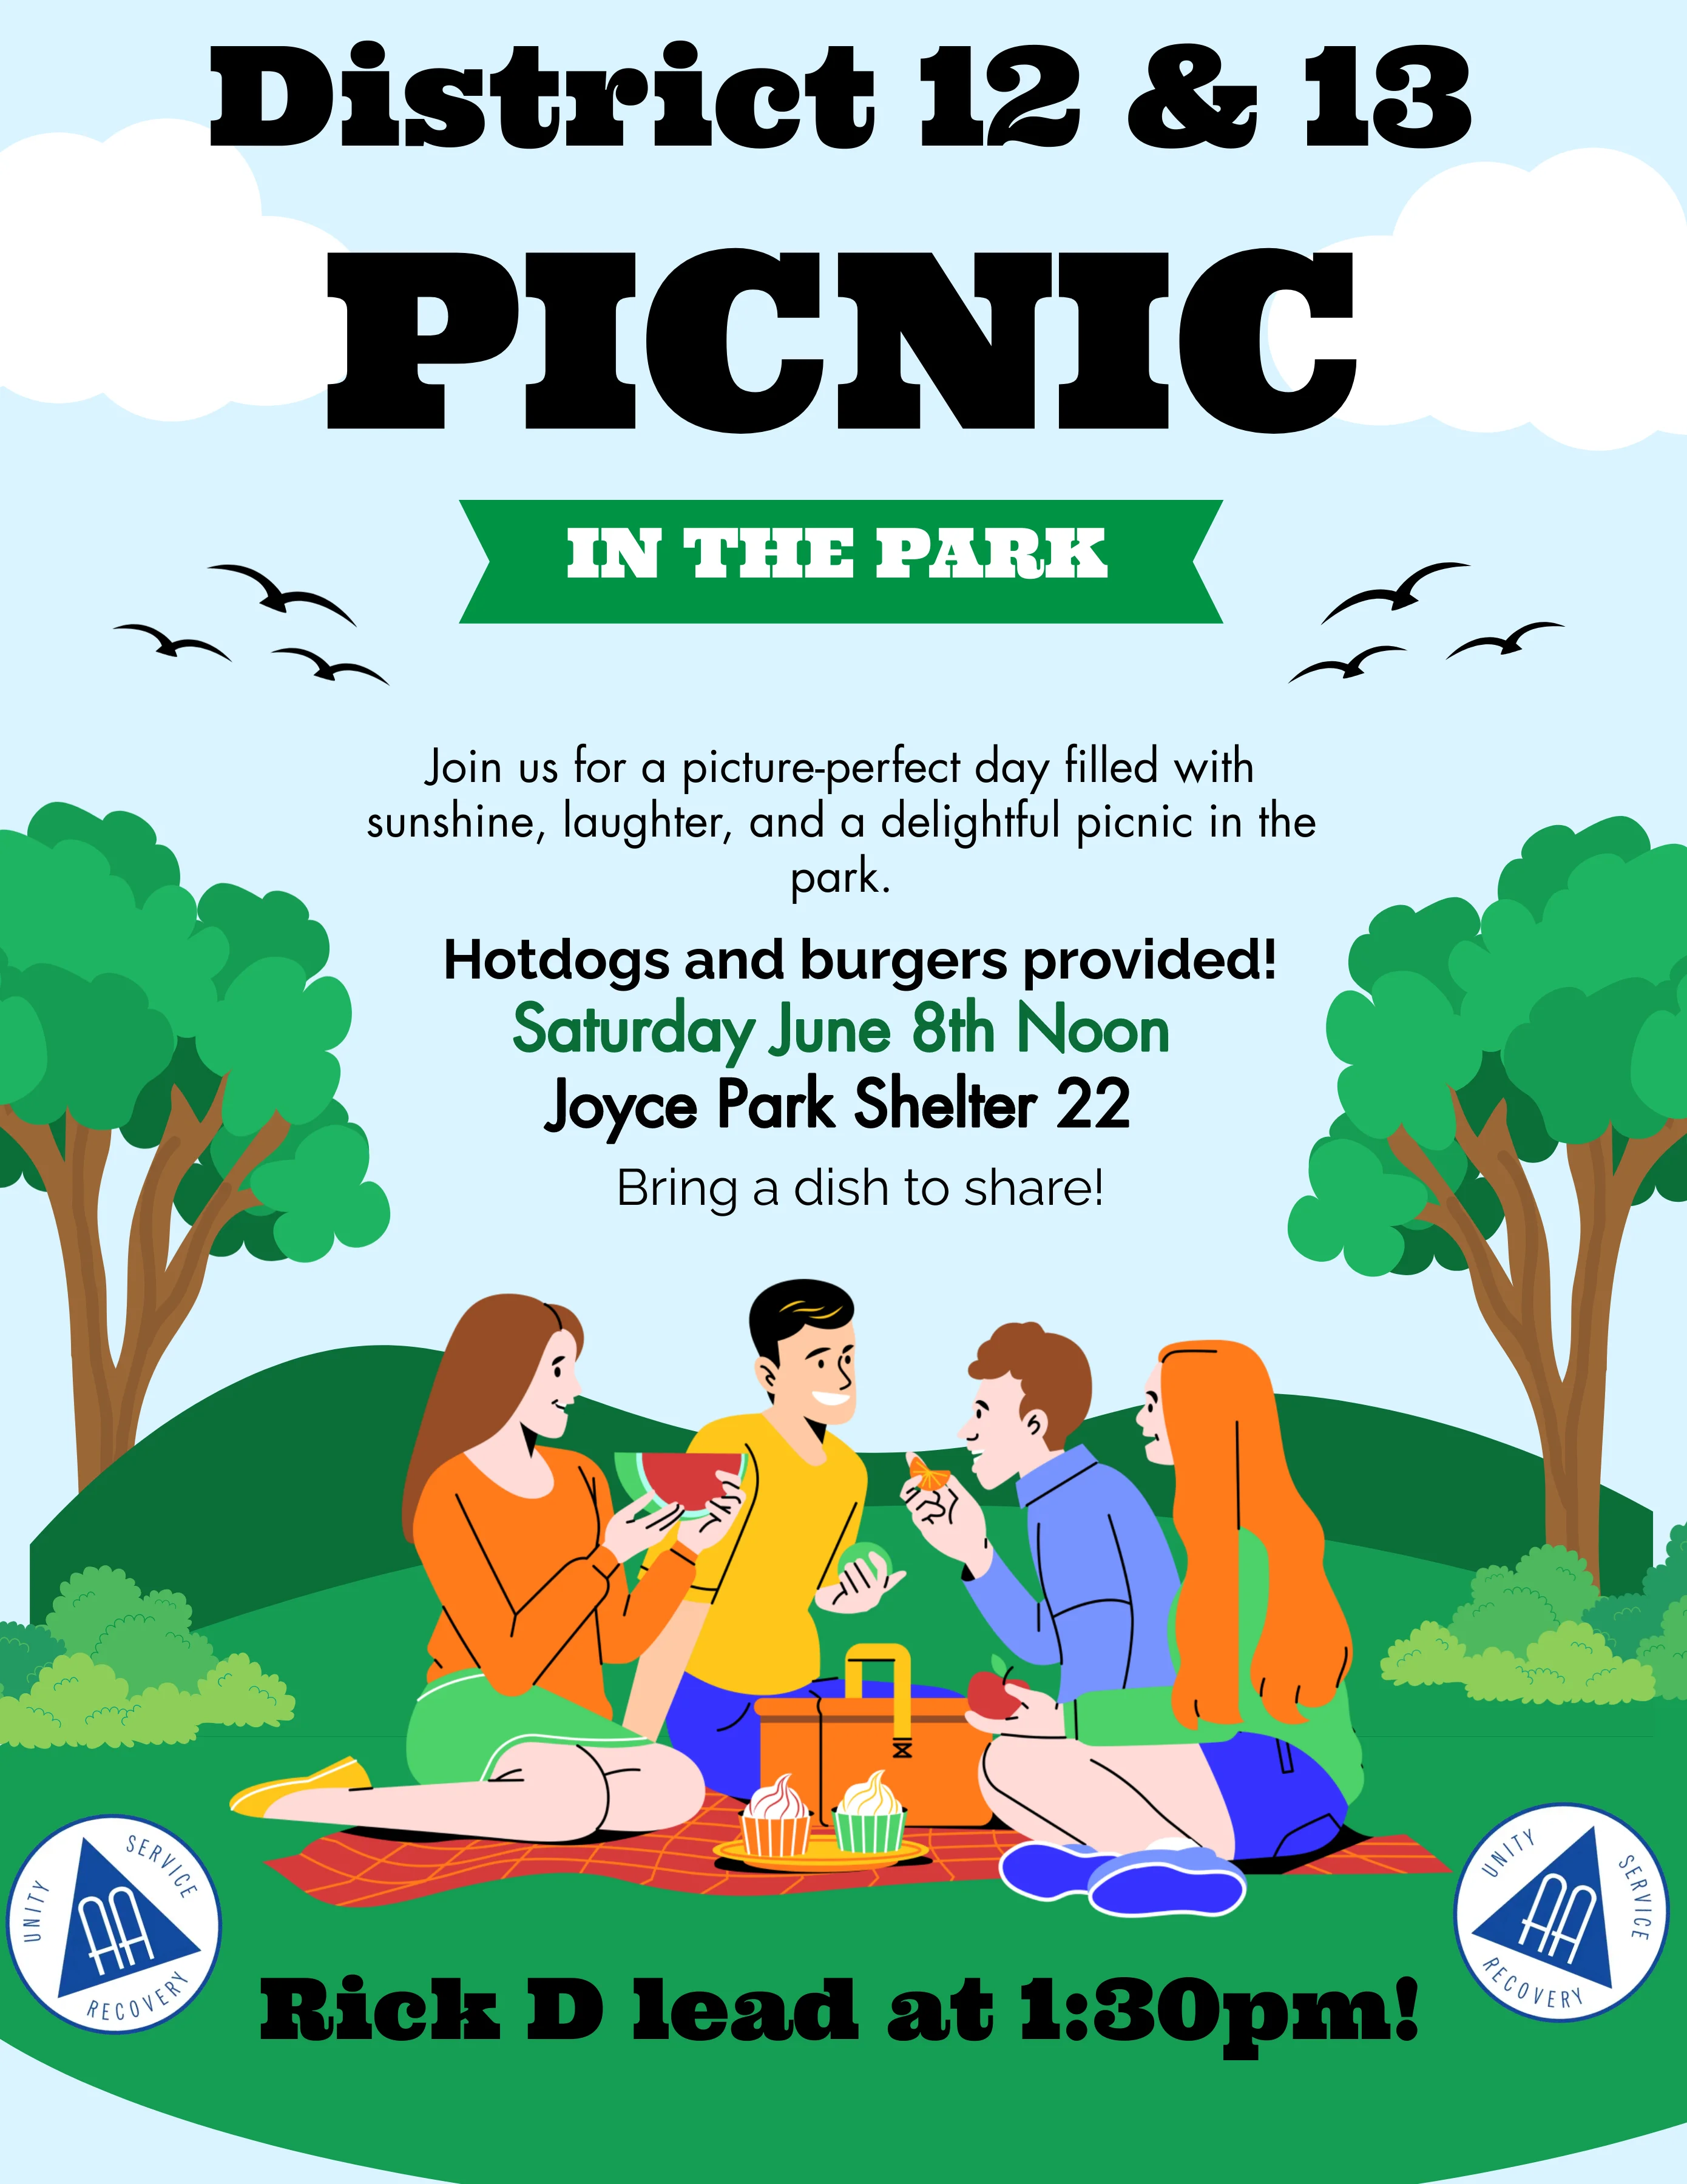 District 12 & 13
PICNIC
IN THE PARK
Join us for a picture-perfect day filled with
sunshine, laughter, and a delightful picnic in the
park.
Hotdogs and burgers provided!
Saturday June 8th Noon
Joyce Park Shelter 22
Bring a dish to share!
UNITY
SERVICE
AA
RECOVERY
UNITY
SERVICE
AA
RECOVERY
Rick D lead at 1:30pm!